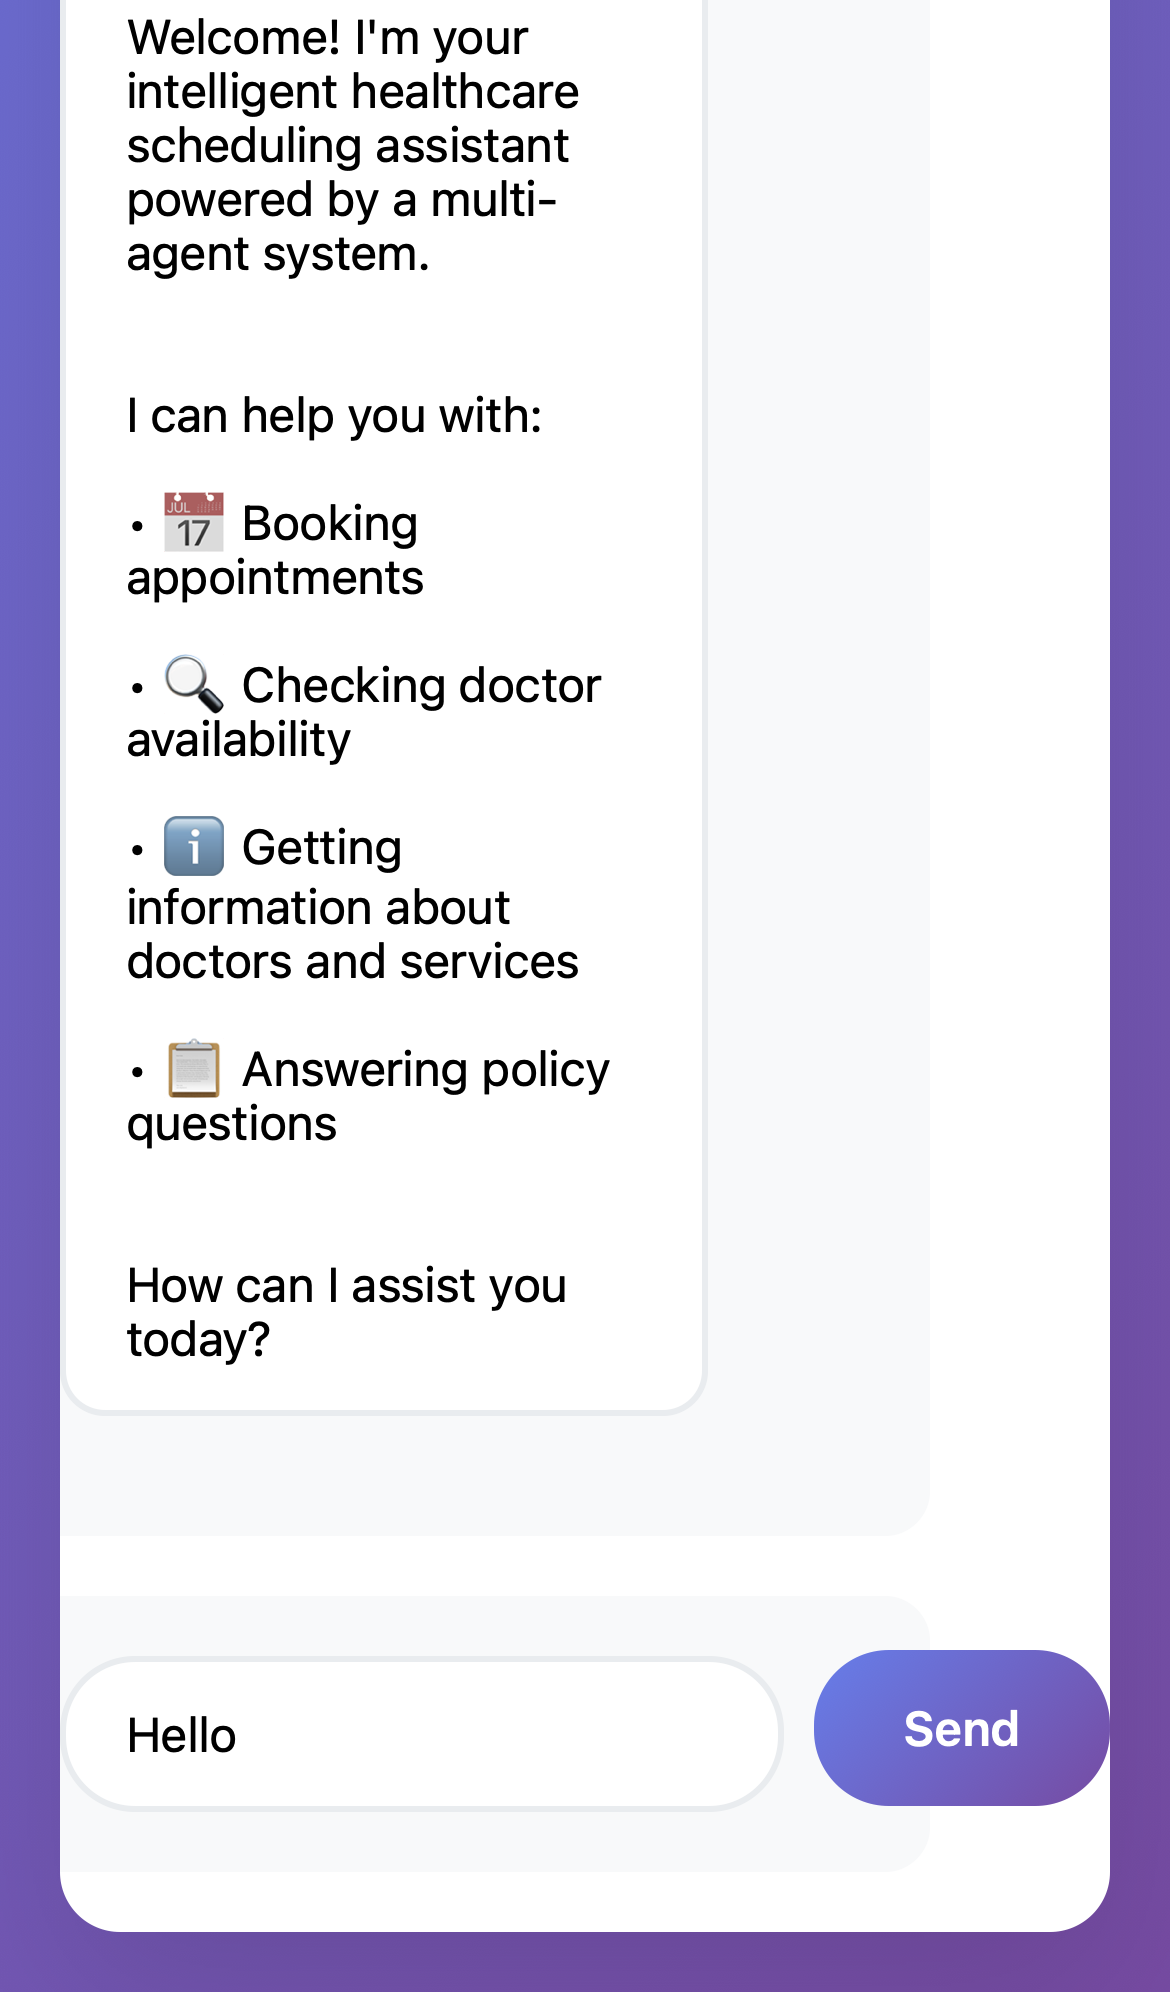 Welcome! I'm your
intelligent healthcare
scheduling assistant
powered by a multi-
agent system.
I can help you with:
• 📅 Booking
appointments
• 🔍 Checking doctor
availability
• ℹ️ Getting
information about
doctors and services
• 📋 Answering policy
questions
How can I assist you
today?
Hello
Send